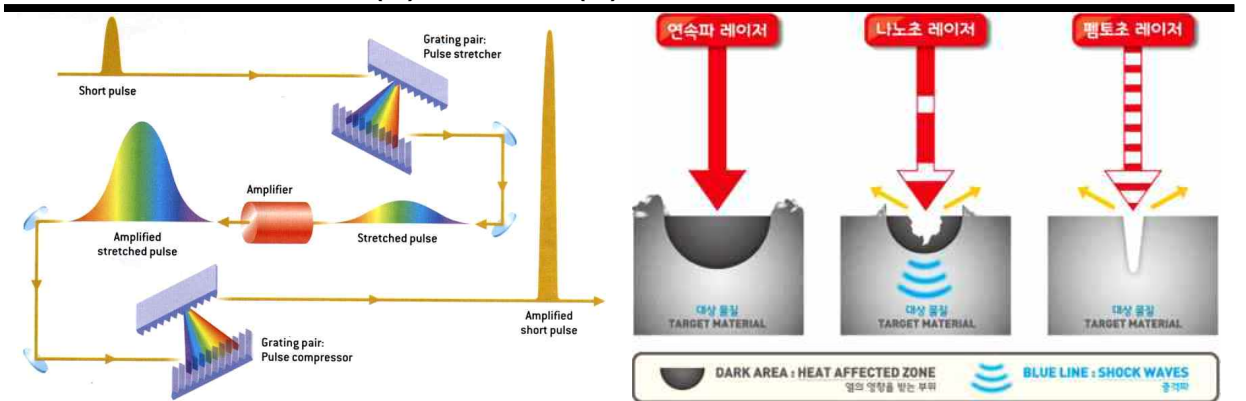 Short pulse
Grating pair:
Pulse stretcher
Amplifier
Amplified
stretched pulse
Stretched pulse
Grating pair:
Pulse compressor
Amplified
short pulse
연속파 레이저
나노초 레이저
펨토초 레이저
대상 물질
TARGET MATERIAL
대상 물질
TARGET MATERIAL
대상 물질
TARGET MATERIAL
DARK AREA : HEAT AFFECTED ZONE
열의 영향을 받는 부위
BLUE LINE : SHOCK WAVES
충격파